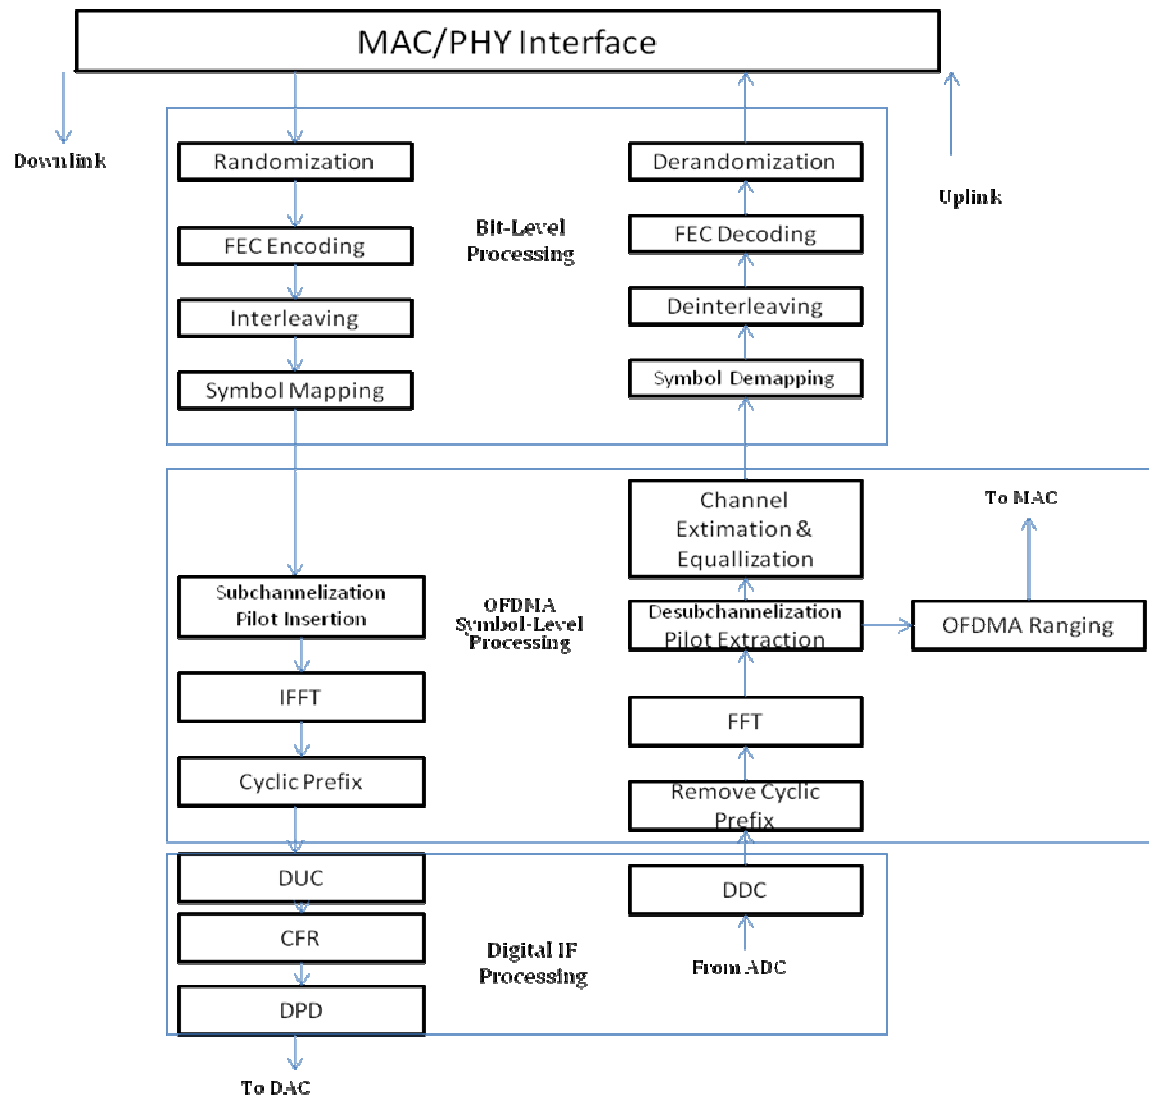 MAC/PHY Interface
Downlink
Uplink
Randomization
FEC Encoding
Interleaving
Symbol Mapping
Bit-Level
Processing
Derandomization
FEC Decoding
Deinterleaving
Symbol Demapping
Subchannelization
Pilot Insertion
IFFT
Cyclic Prefix
OFDMA
Symbol-Level
Processing
Channel
Extimation &
Equallization
Desubchannelization
Pilot Extraction
FFT
Remove Cyclic
Prefix
To MAC
OFDMA Ranging
DUC
CFR
DPD
To DAC
Digital IF
Processing
DDC
From ADC